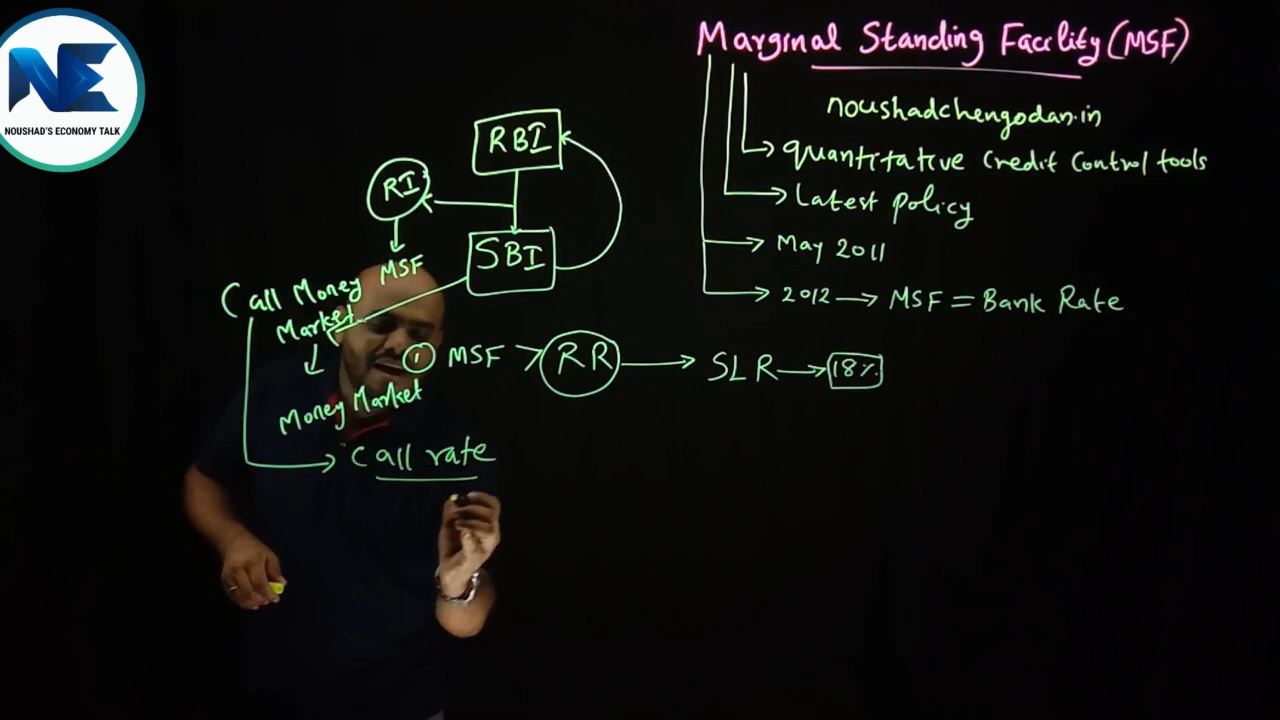 NE
NOUSHAD'S ECONOMY TALK
Marginal Standing Facility (MSF)
noushadchengodan.in
quantitative Credit Control tools
Latest policy
May 2011
2012 → MSF = Bank Rate
RBI
RI
SBI
MSF
Call Money
Market
Money Market
Call rate
1 MSF > RR → SLR → 18%